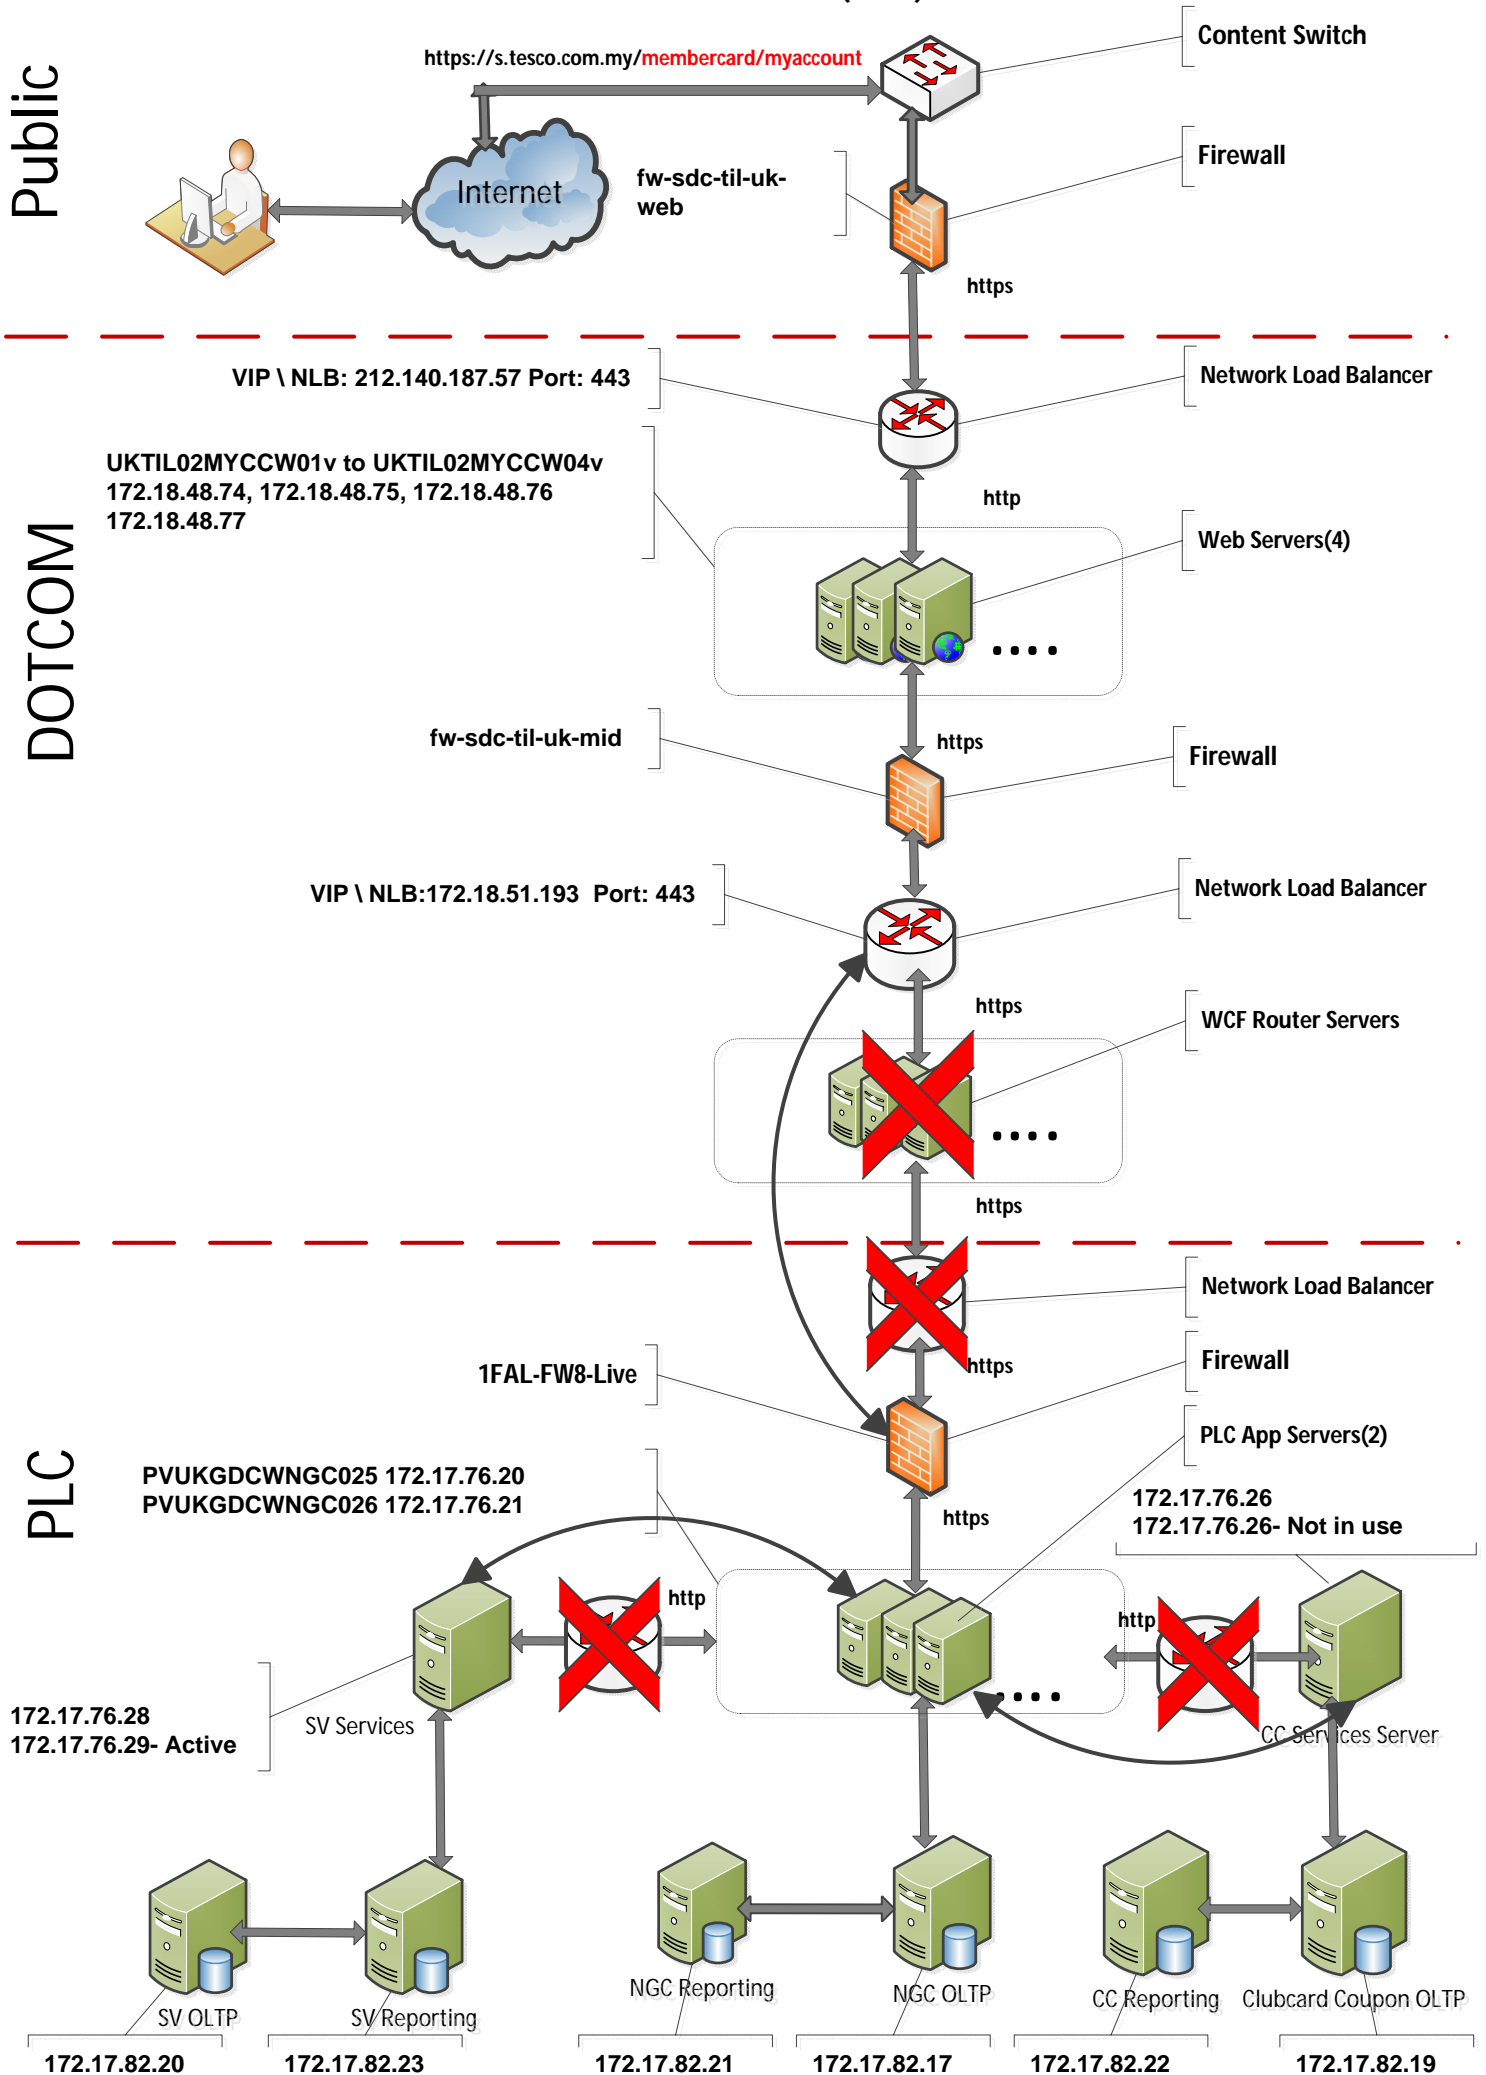 https://s.tesco.com.my/membercard/myaccount
Content Switch
Public
Internet
fw-sdc-til-uk-
web
Firewall
https
VIP \ NLB: 212.140.187.57 Port: 443
Network Load Balancer
UKTIL02MYCCW01v to UKTIL02MYCCW04v
172.18.48.74, 172.18.48.75, 172.18.48.76
172.18.48.77
http
Web Servers(4)
DOTCOM
fw-sdc-til-uk-mid
https
Firewall
VIP \ NLB:172.18.51.193 Port: 443
Network Load Balancer
https
WCF Router Servers
https
Network Load Balancer
https
1FAL-FW8-Live
Firewall
PLC App Servers(2)
PLC
PVUKGDCWNGC025 172.17.76.20
PVUKGDCWNGC026 172.17.76.21
https
172.17.76.26
172.17.76.26- Not in use
http
http
172.17.76.28
172.17.76.29- Active
SV Services
CC Services Server
SV OLTP
SV Reporting
NGC Reporting
NGC OLTP
CC Reporting
Clubcard Coupon OLTP
172.17.82.20
172.17.82.23
172.17.82.21
172.17.82.17
172.17.82.22
172.17.82.19